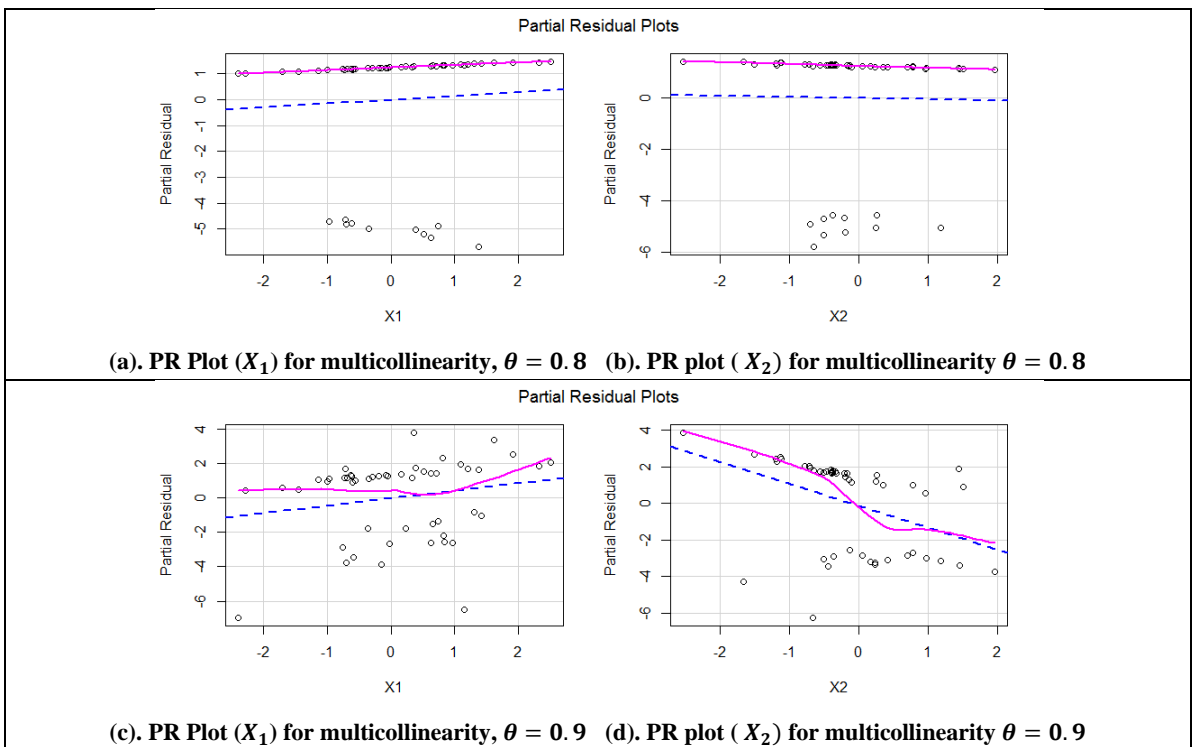 Partial Residual Plots
Partial Residual
1
0
-1
-2
-3
-4
-5
-2 -1 0 1 2
X1
Partial Residual
0
-2
-4
-6
-2 -1 0 1 2
X2
(a). PR Plot (𝑋₁) for multicollinearity, 𝜃 = 0.8 (b). PR plot ( 𝑋₂) for multicollinearity 𝜃 = 0.8
Partial Residual Plots
Partial Residual
4
2
0
-2
-4
-6
-2 -1 0 1 2
X1
Partial Residual
4
2
0
-2
-4
-6
-2 -1 0 1 2
X2
(c). PR Plot (𝑋₁) for multicollinearity, 𝜃 = 0.9 (d). PR plot ( 𝑋₂) for multicollinearity 𝜃 = 0.9